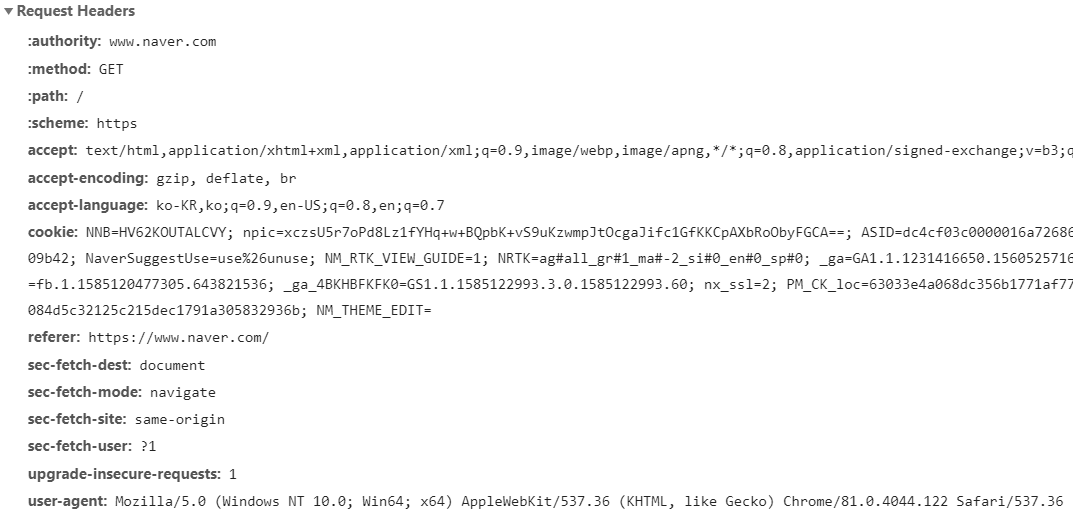 Request Headers
:authority: www.naver.com
:method: GET
:path: /
:scheme: https
accept: text/html,application/xhtml+xml,application/xml;q=0.9,image/webp,image/apng,*/*;q=0.8,application/signed-exchange;v=b3;q
accept-encoding: gzip, deflate, br
accept-language: ko-KR,ko;q=0.9,en-US;q=0.8,en;q=0.7
cookie: NNB=HV62KOUTALCVY; npic=xczsU5r7oPd8Lz1fYHq+w+BQpbK+vS9uKzwmpJtOcgaJifc1GfKKCpAXbRoObyFGCA==; ASID=dc4cf03c0000016a72686
09b42; NaverSuggestUse=use%26unuse; NM_RTK_VIEW_GUIDE=1; NRTK=ag#all_gr#1_ma#-2_si#0_en#0_sp#0; _ga=GA1.1.1231416650.1560525716
=fb.1.1585120477305.643821536; _ga_4BKHBFKFK0=GS1.1.1585122993.3.0.1585122993.60; nx_ssl=2; PM_CK_loc=63033e4a068dc356b1771af77
084d5c32125c215dec1791a305832936b; NM_THEME_EDIT=
referer: https://www.naver.com/
sec-fetch-dest: document
sec-fetch-mode: navigate
sec-fetch-site: same-origin
sec-fetch-user: ?1
upgrade-insecure-requests: 1
user-agent: Mozilla/5.0 (Windows NT 10.0; Win64; x64) AppleWebKit/537.36 (KHTML, like Gecko) Chrome/81.0.4044.122 Safari/537.36